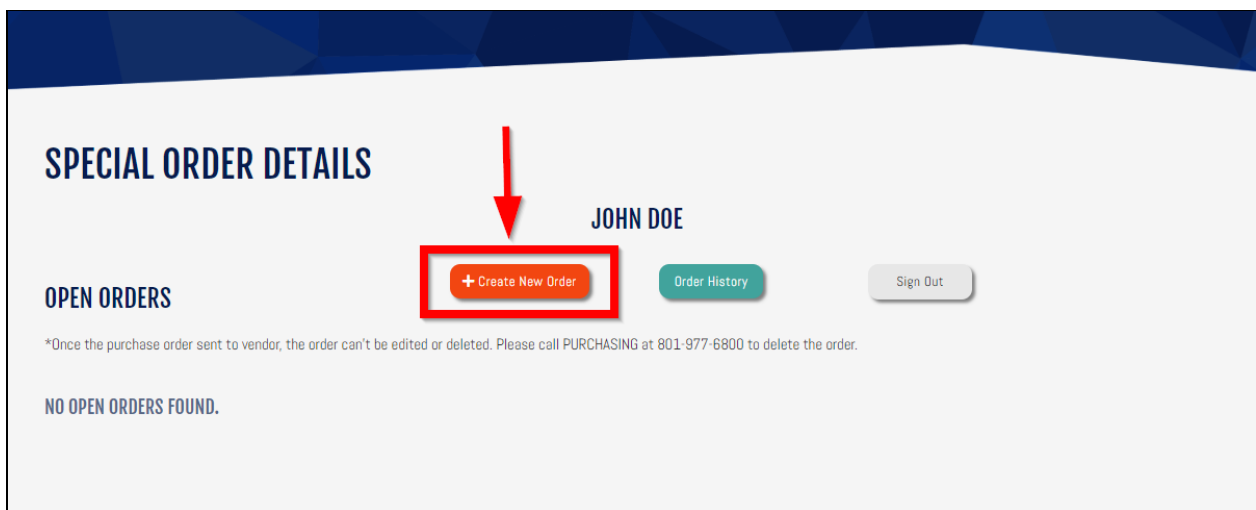 SPECIAL ORDER DETAILS
JOHN DOE
+ Create New Order
Order History
Sign Out
OPEN ORDERS
*Once the purchase order sent to vendor, the order can't be edited or deleted. Please call PURCHASING at 801-977-6800 to delete the order.
NO OPEN ORDERS FOUND.